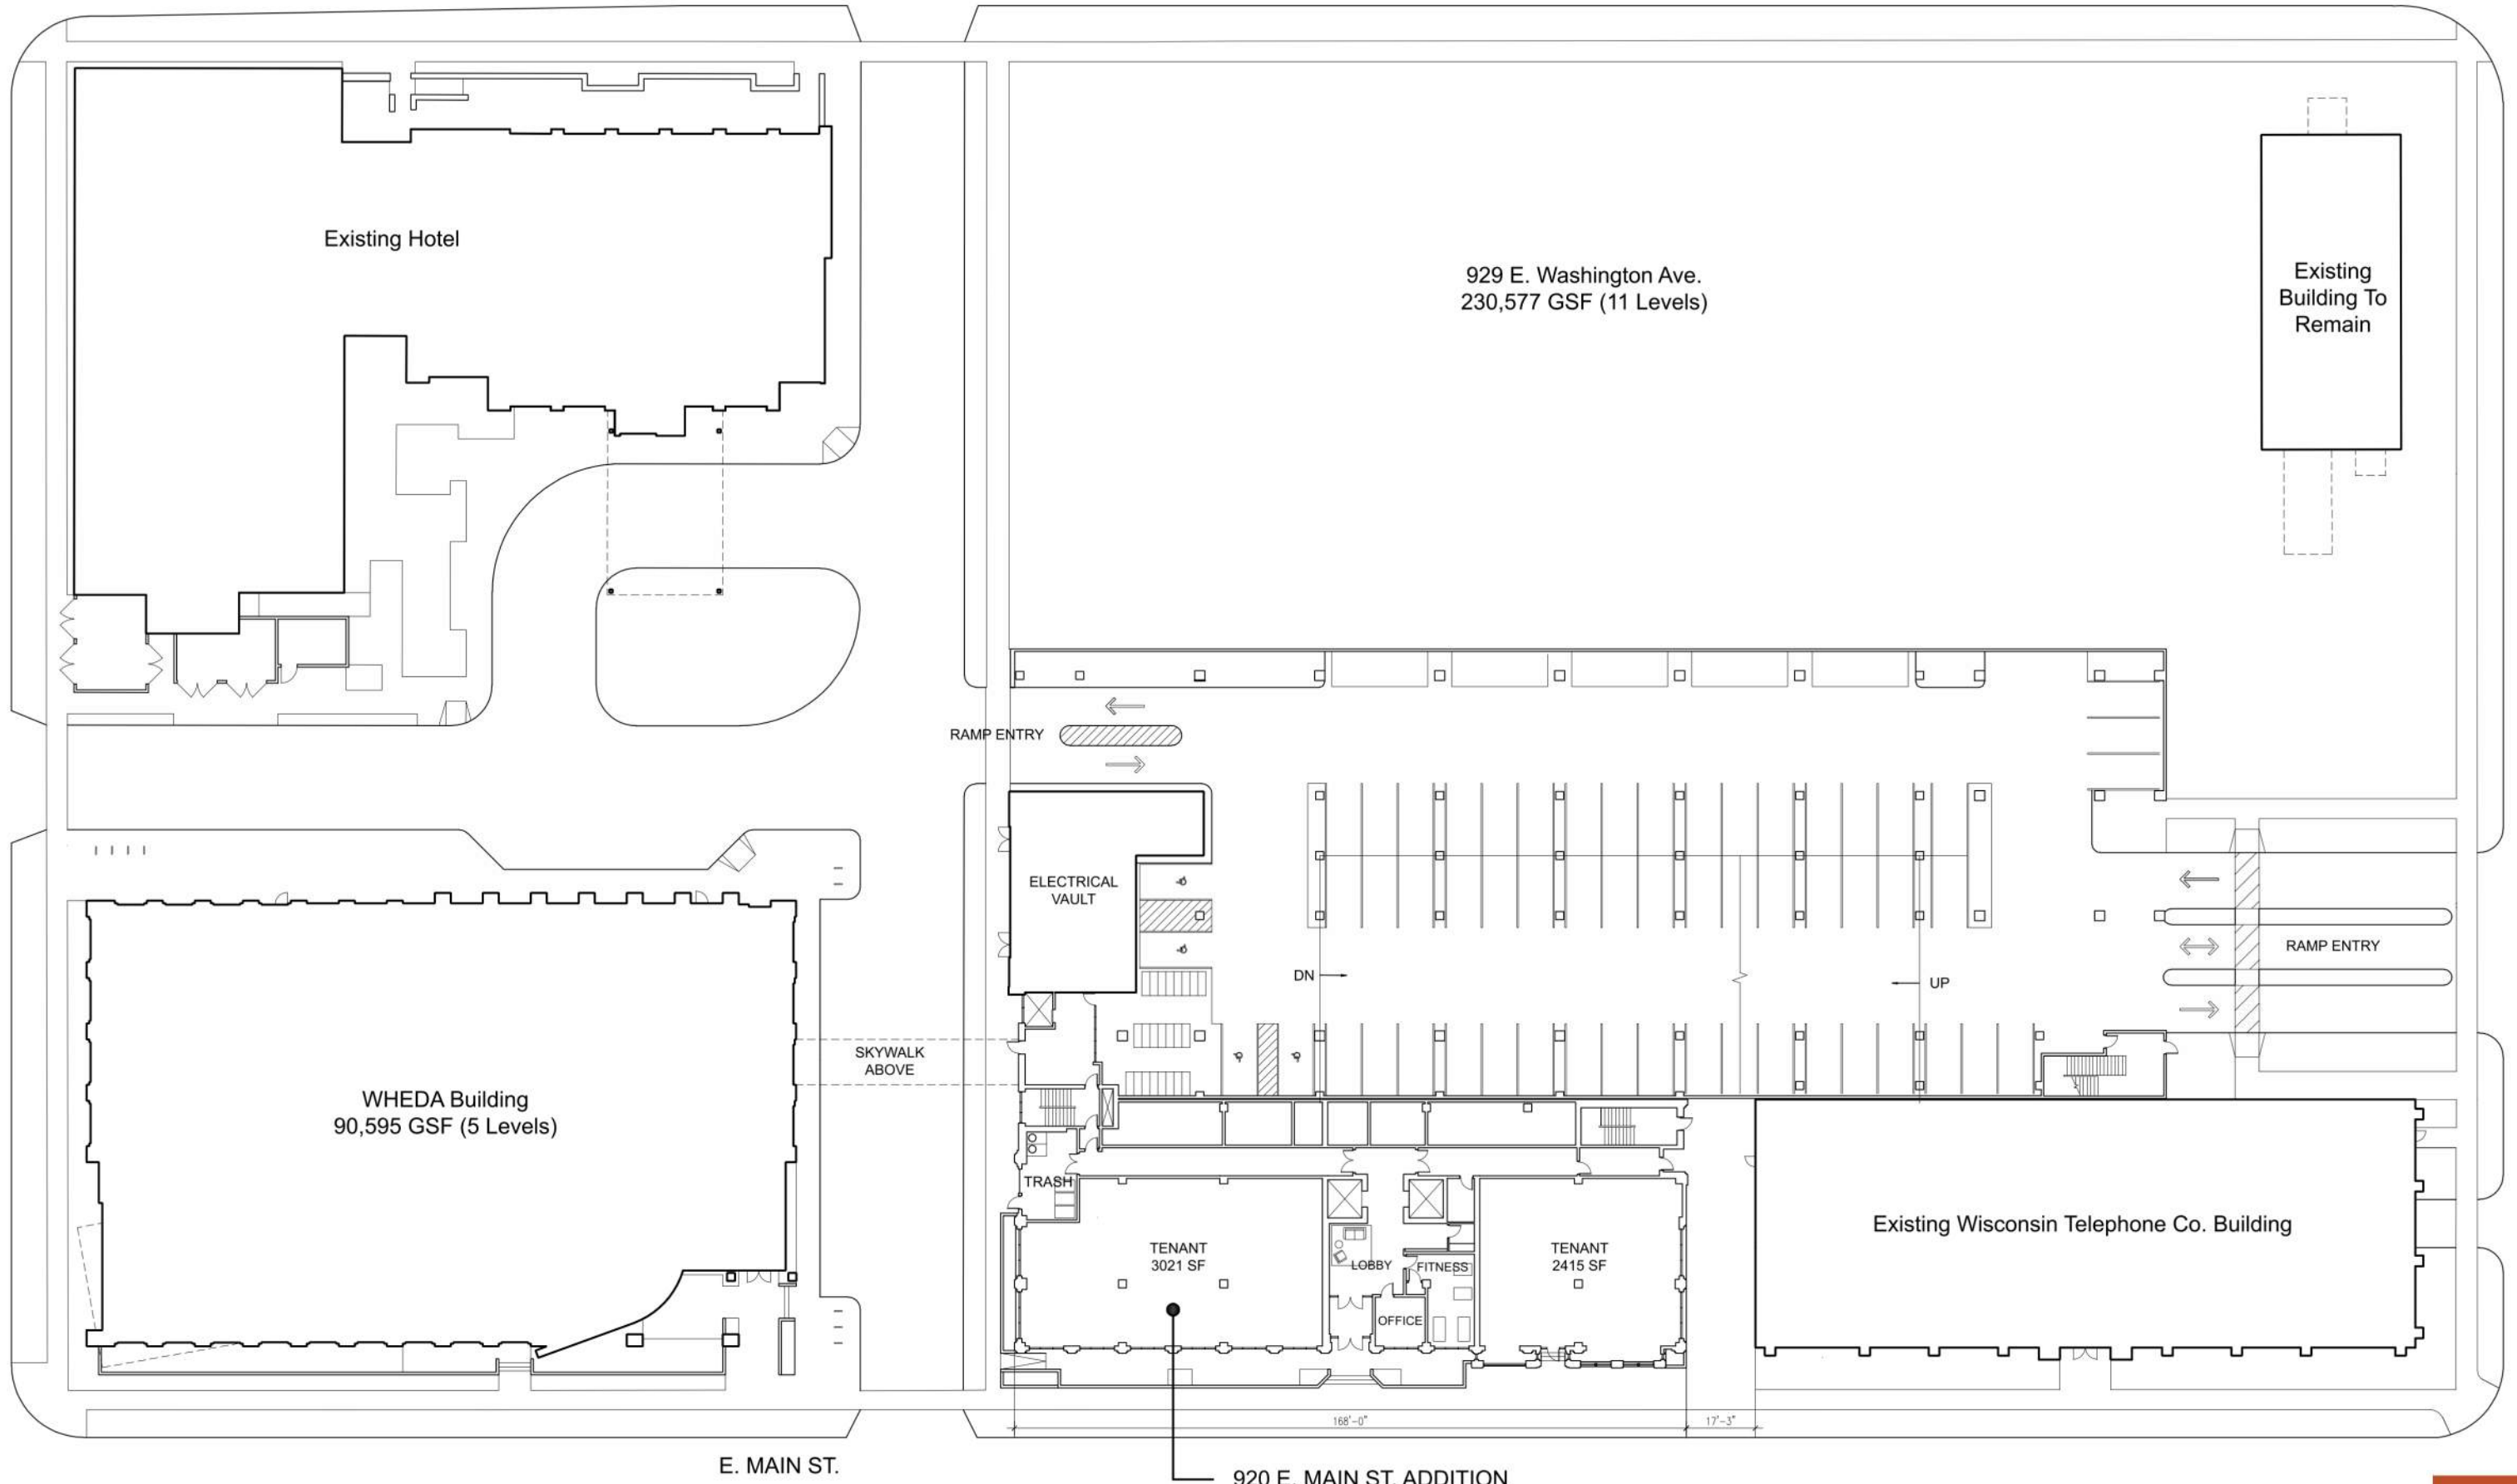 Existing Hotel
929 E. Washington Ave.
230,577 GSF (11 Levels)
Existing
Building To
Remain
RAMP ENTRY
ELECTRICAL
VAULT
RAMP ENTRY
DN
UP
SKYWALK
ABOVE
WHEDA Building
90,595 GSF (5 Levels)
TRASH
TENANT
3021 SF
LOBBY
FITNESS
TENANT
2415 SF
OFFICE
Existing Wisconsin Telephone Co. Building
168'-0"
17'-3"
E. MAIN ST.
920 E. MAIN ST. ADDITION